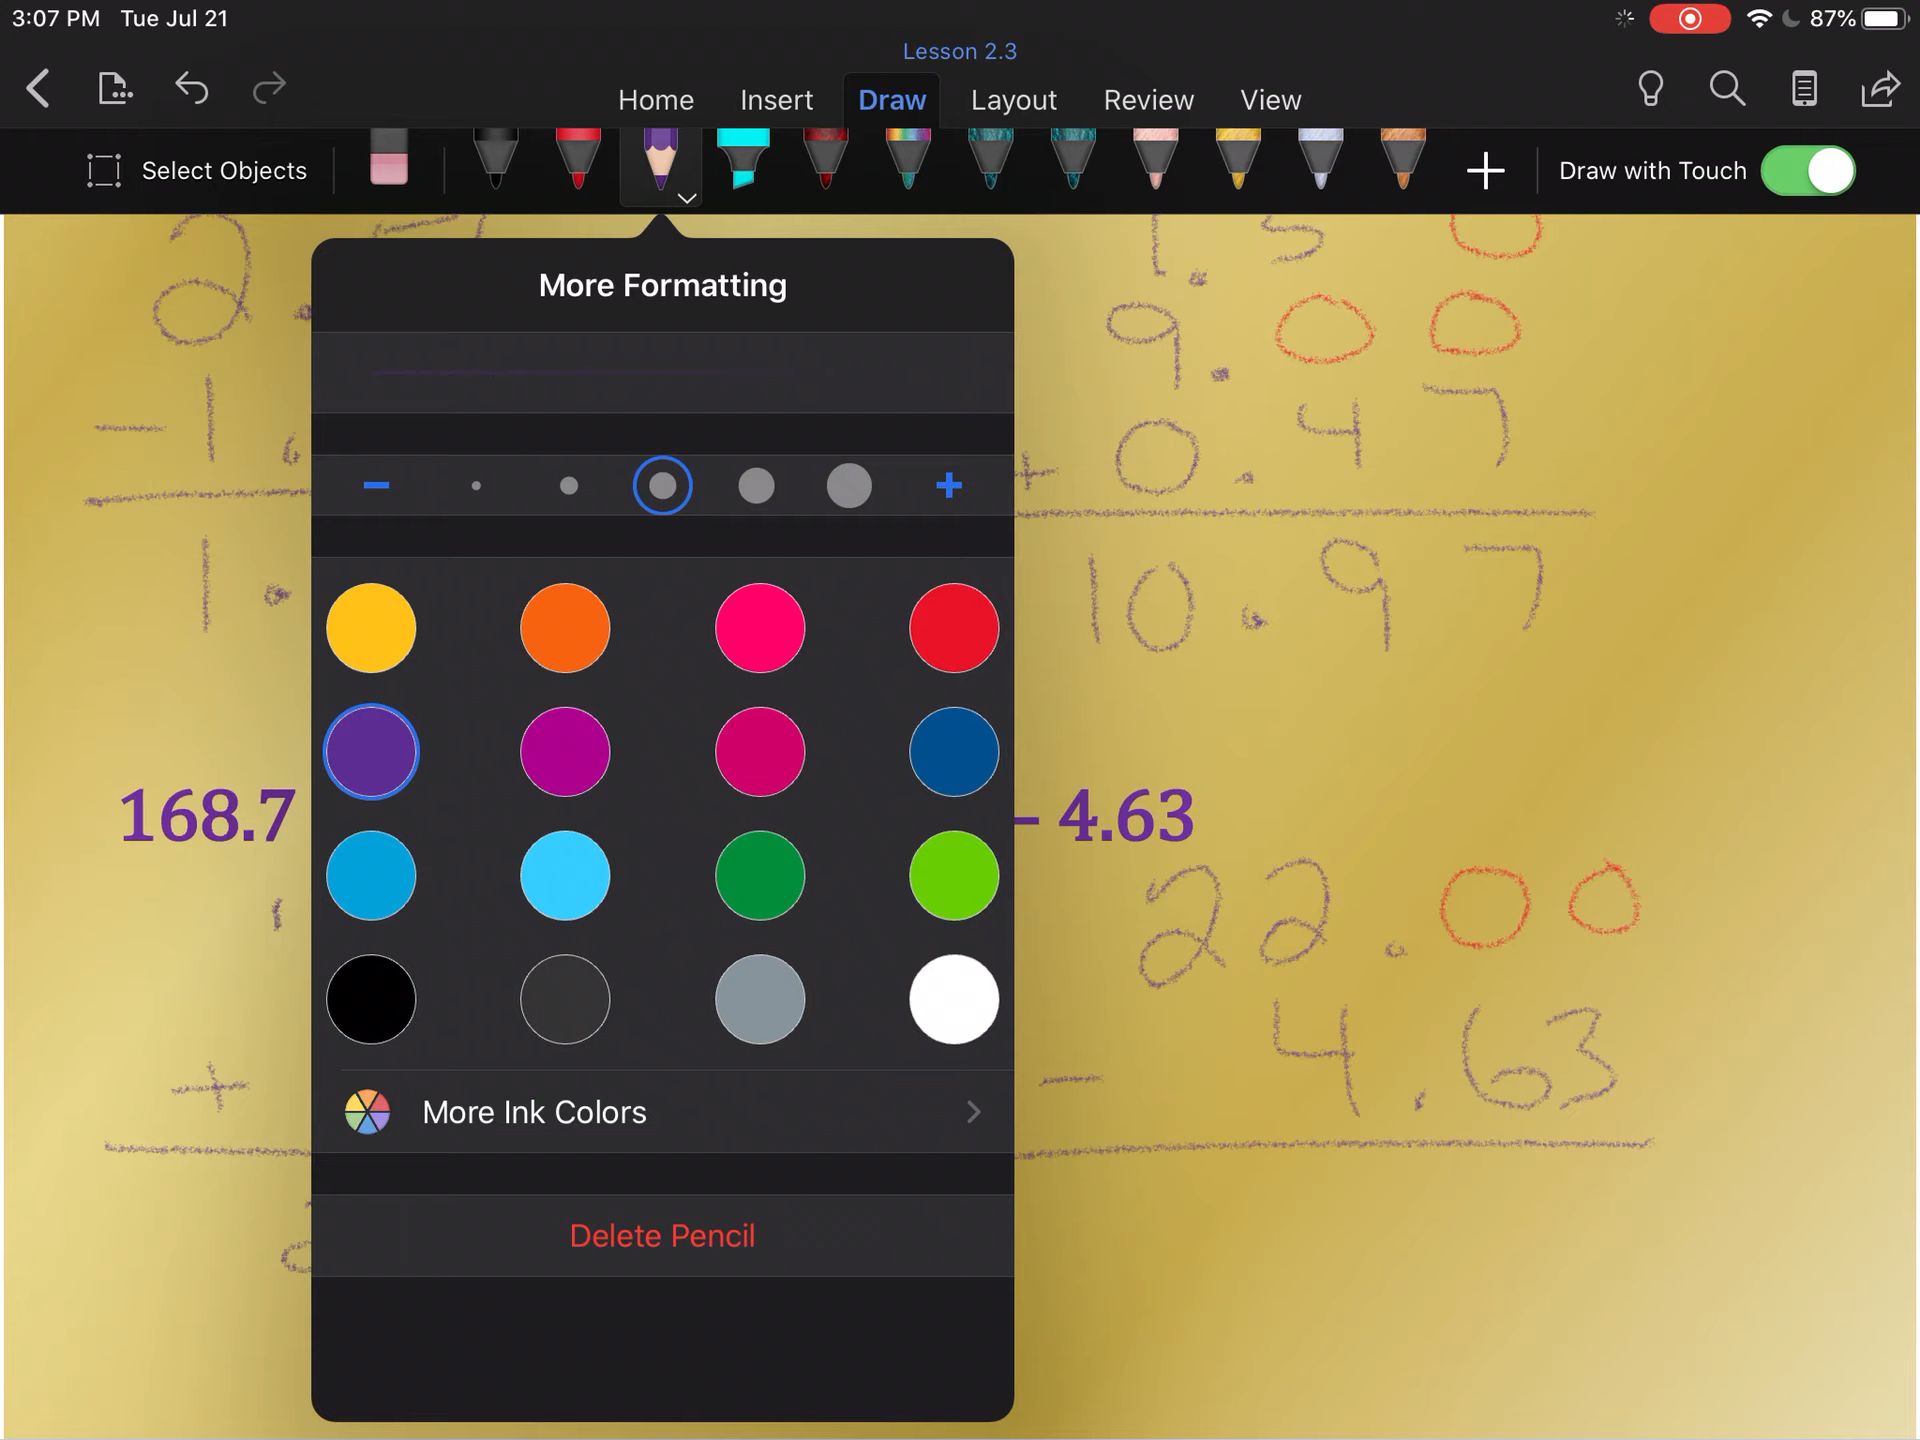 3:07 PM Tue Jul 21 87%
Lesson 2.3
Home Insert Draw Layout Review View
Select Objects Draw with Touch
More Formatting
9.00
+ 0.47
10.97
- 1.
1.
168.7
– 4.63
22.00
- 4.63
+
More Ink Colors
Delete Pencil